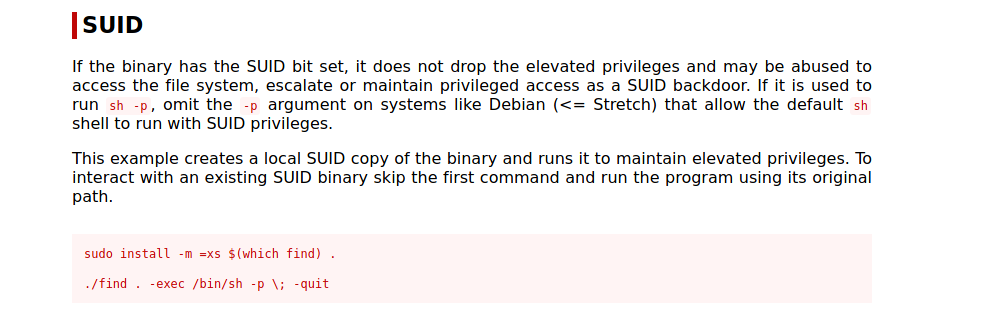 SUID
If the binary has the SUID bit set, it does not drop the elevated privileges and may be abused to
access the file system, escalate or maintain privileged access as a SUID backdoor. If it is used to
run sh -p, omit the -p argument on systems like Debian (<= Stretch) that allow the default sh
shell to run with SUID privileges.
This example creates a local SUID copy of the binary and runs it to maintain elevated privileges. To
interact with an existing SUID binary skip the first command and run the program using its original
path.
sudo install -m =xs $(which find) .
./find . -exec /bin/sh -p \; -quit